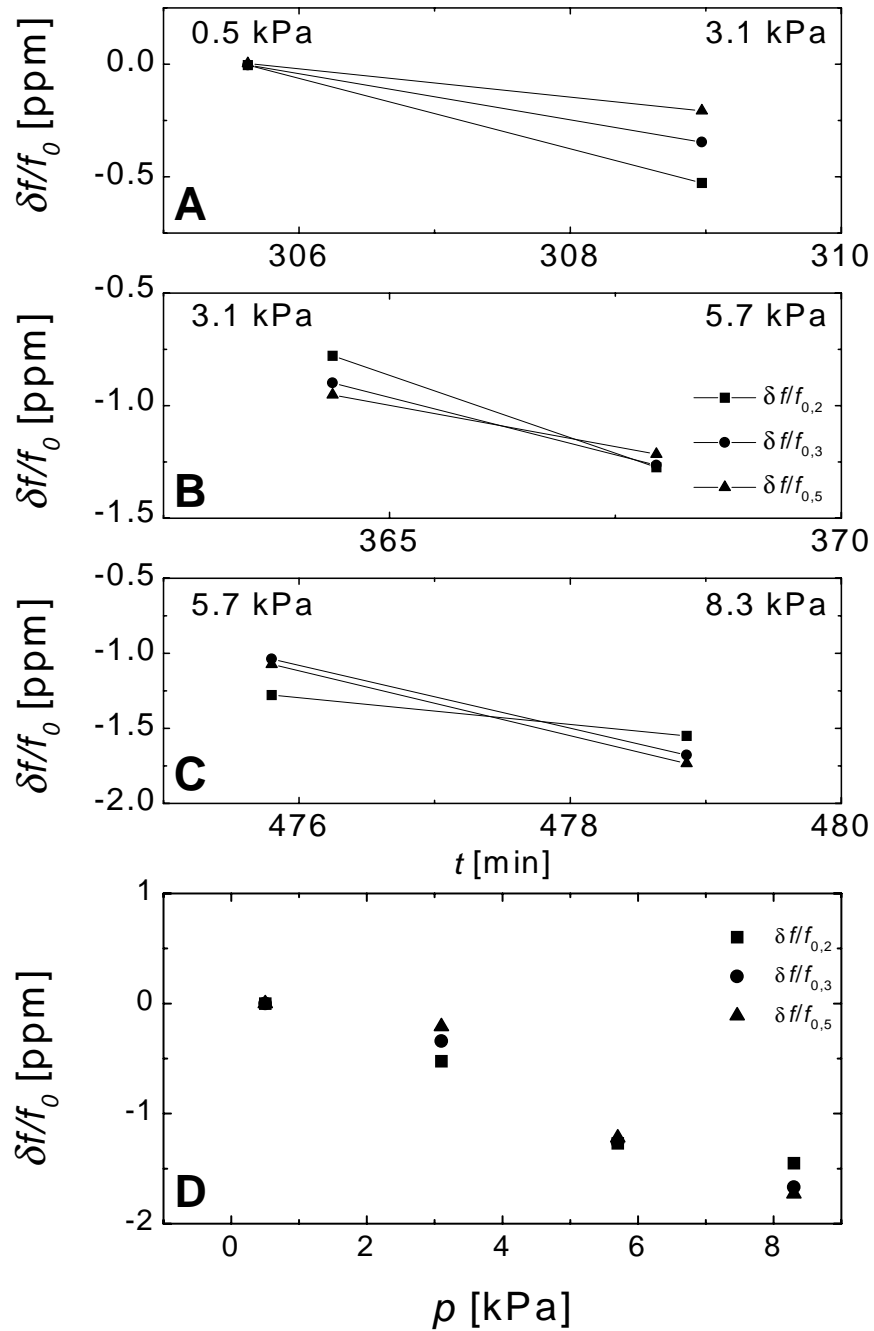 0.5 kPa 3.1 kPa
0.0
-0.5
δf/f0 [ppm]
A
306 308 310
-0.5
3.1 kPa 5.7 kPa
-1.0
δf/f0 [ppm]
δf/f0,2
δf/f0,3
δf/f0,5
B
-1.5
365 370
-0.5
5.7 kPa 8.3 kPa
-1.0
-1.5
δf/f0 [ppm]
C
-2.0
476 478 480
t [min]
1
δf/f0,2
δf/f0,3
0
δf/f0,5
δf/f0 [ppm]
-1
D
-2
0 2 4 6 8
p [kPa]